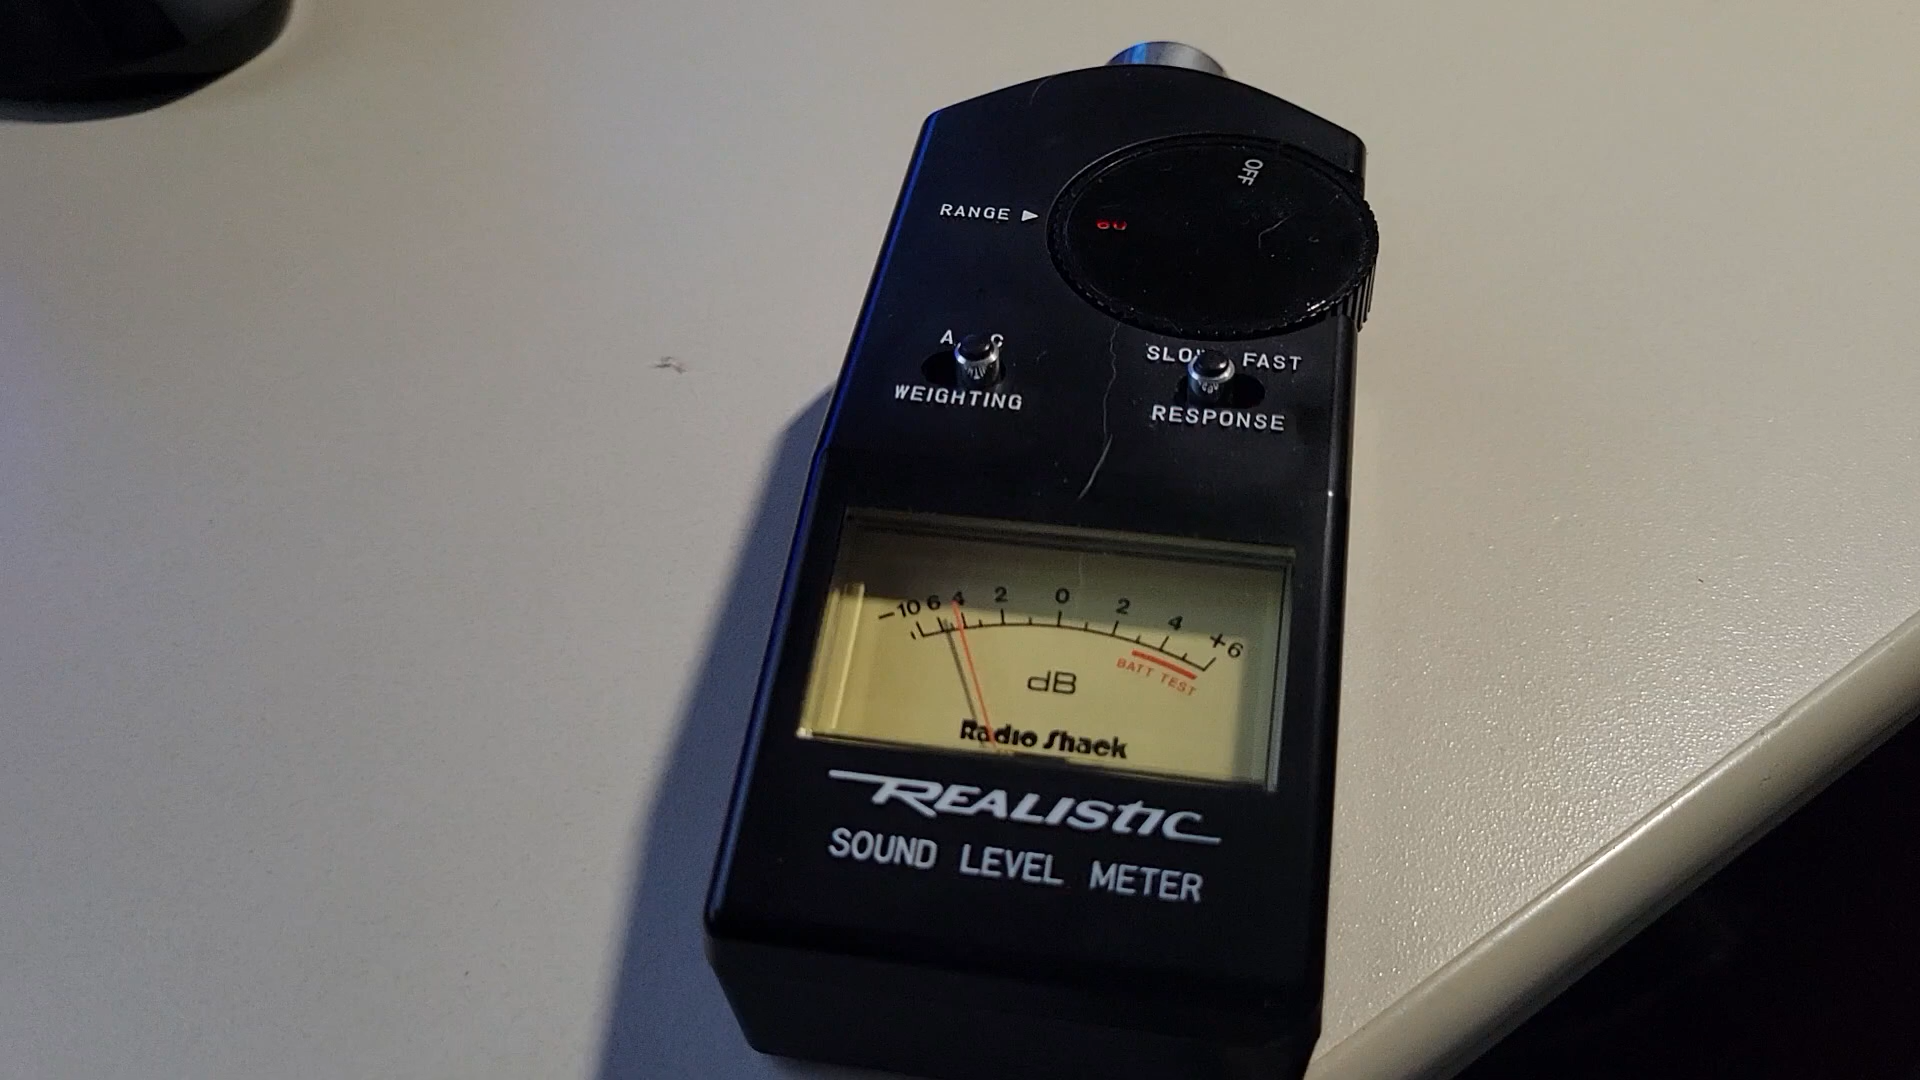 OFF
RANGE ▶
A C
SLOW FAST
WEIGHTING
RESPONSE
-10 6 4 2 0 2 4 +6
BATT TEST
dB
Radio Shack
REALISTIC
SOUND LEVEL METER